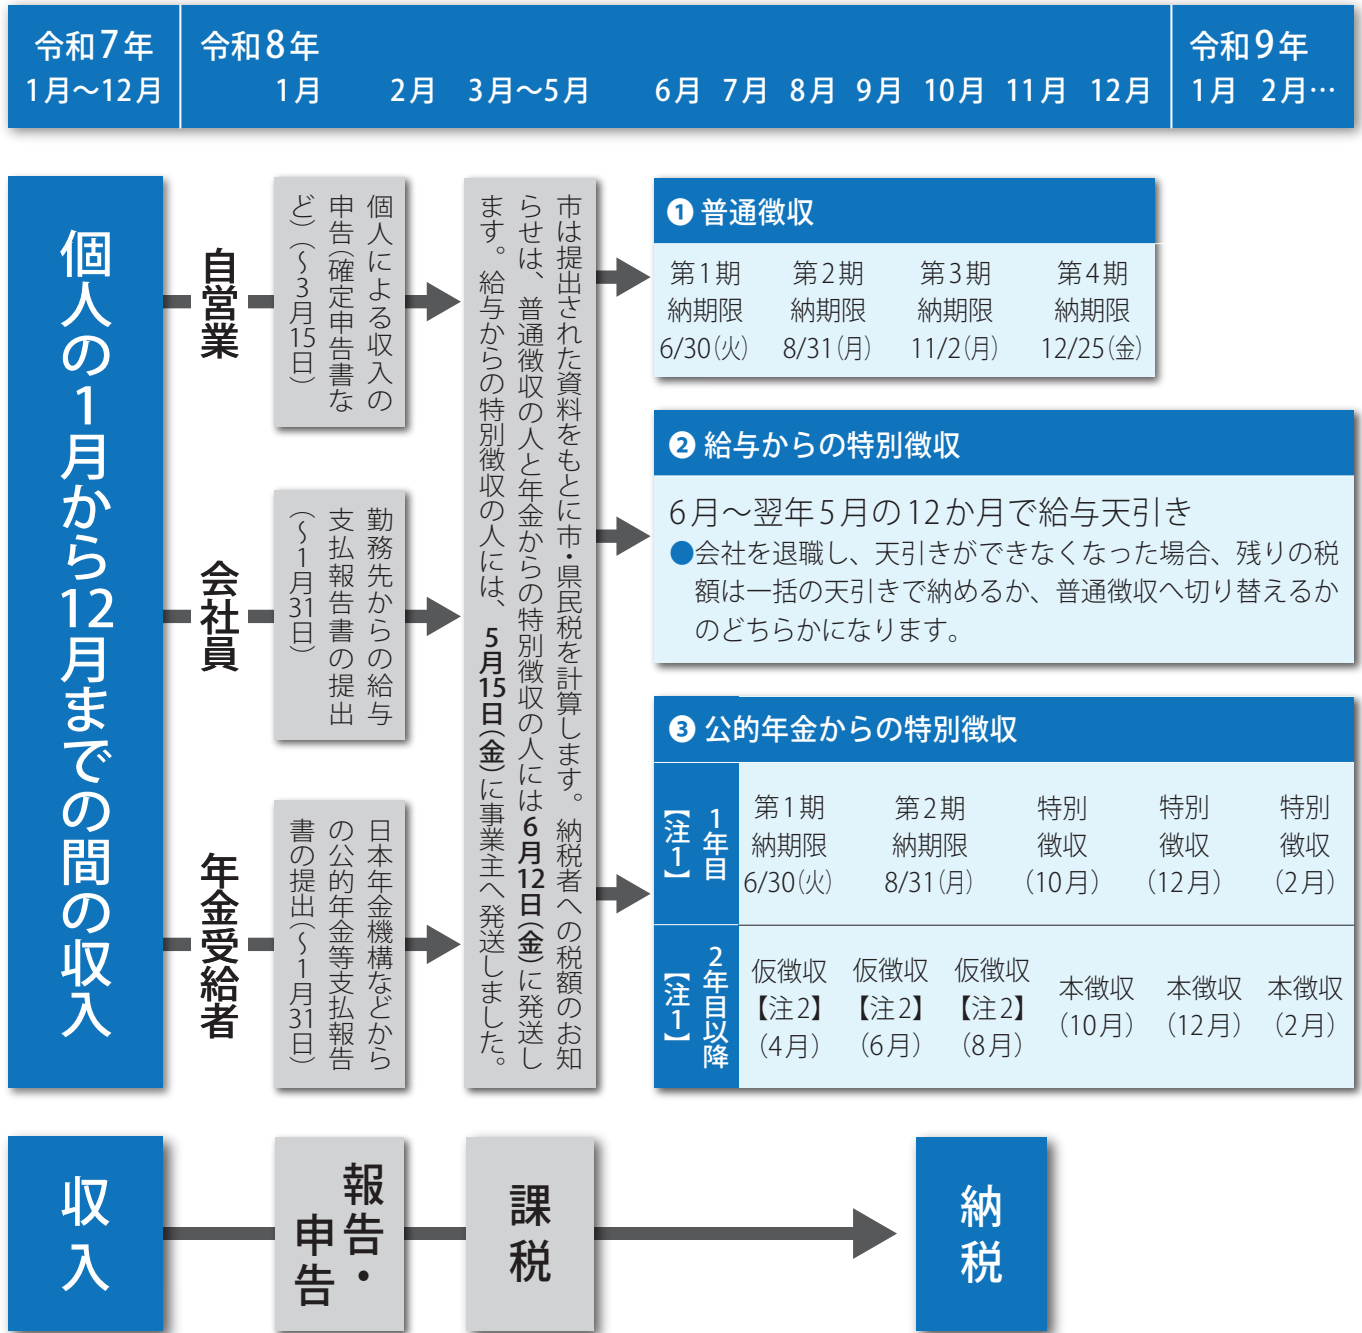 令和7年
1月〜12月
令和8年
1月 2月 3月〜5月 6月 7月 8月 9月 10月 11月 12月
令和9年
1月 2月…
個人の1月から12月までの間の収入
自営業
個人による収入の
申告(確定申告書な
ど)(〜3月15日)
会社員
勤務先からの給与
支払報告書の提出
(〜1月31日)
年金受給者
日本年金機構などから
の公的年金等支払報告
書の提出(〜1月31日)
市は提出された資料をもとに市・県民税を計算します。納税者への税額のお知
らせは、普通徴収の人と年金からの特別徴収の人には6月12日(金)に発送し
ます。給与からの特別徴収の人には、5月15日(金)に事業主へ発送しました。
❶ 普通徴収
第1期
納期限
6/30(火)
第2期
納期限
8/31(月)
第3期
納期限
11/2(月)
第4期
納期限
12/25(金)
❷ 給与からの特別徴収
6月〜翌年5月の12か月で給与天引き
●会社を退職し、天引きができなくなった場合、残りの税
額は一括の天引きで納めるか、普通徴収へ切り替えるか
のどちらかになります。
❸ 公的年金からの特別徴収
1年目
【注1】
第1期
納期限
6/30(火)
第2期
納期限
8/31(月)
特別
徴収
(10月)
特別
徴収
(12月)
特別
徴収
(2月)
2年目以降
【注1】
仮徴収
【注2】
(4月)
仮徴収
【注2】
(6月)
仮徴収
【注2】
(8月)
本徴収
(10月)
本徴収
(12月)
本徴収
(2月)
収入
報告・
申告
課税
納税